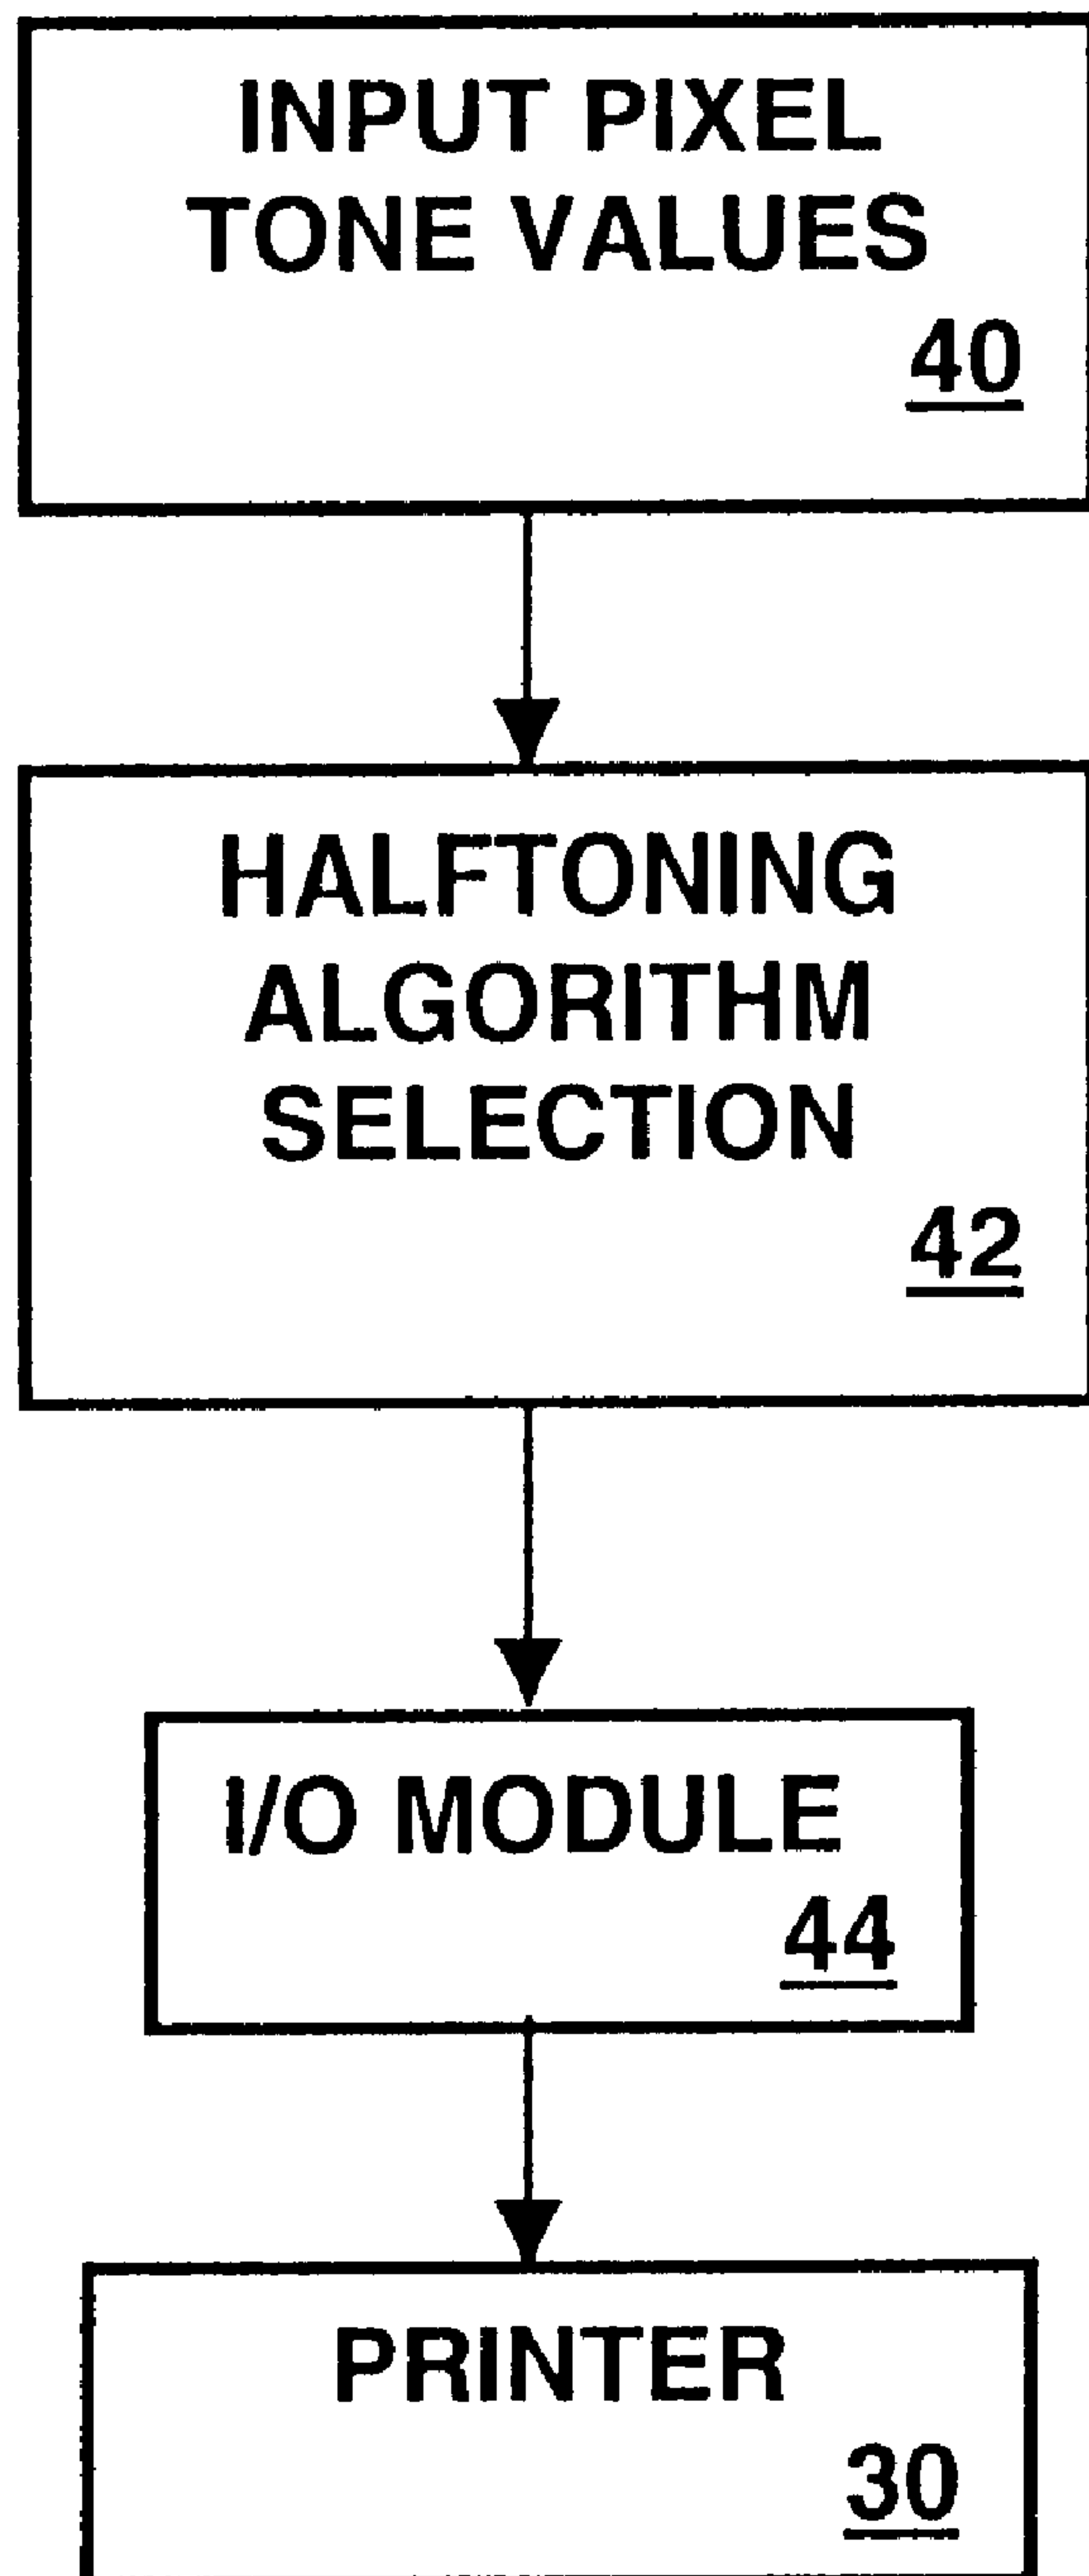 INPUT PIXEL
TONE VALUES
40
HALFTONING
ALGORITHM
SELECTION
42
I/O MODULE
44
PRINTER
30